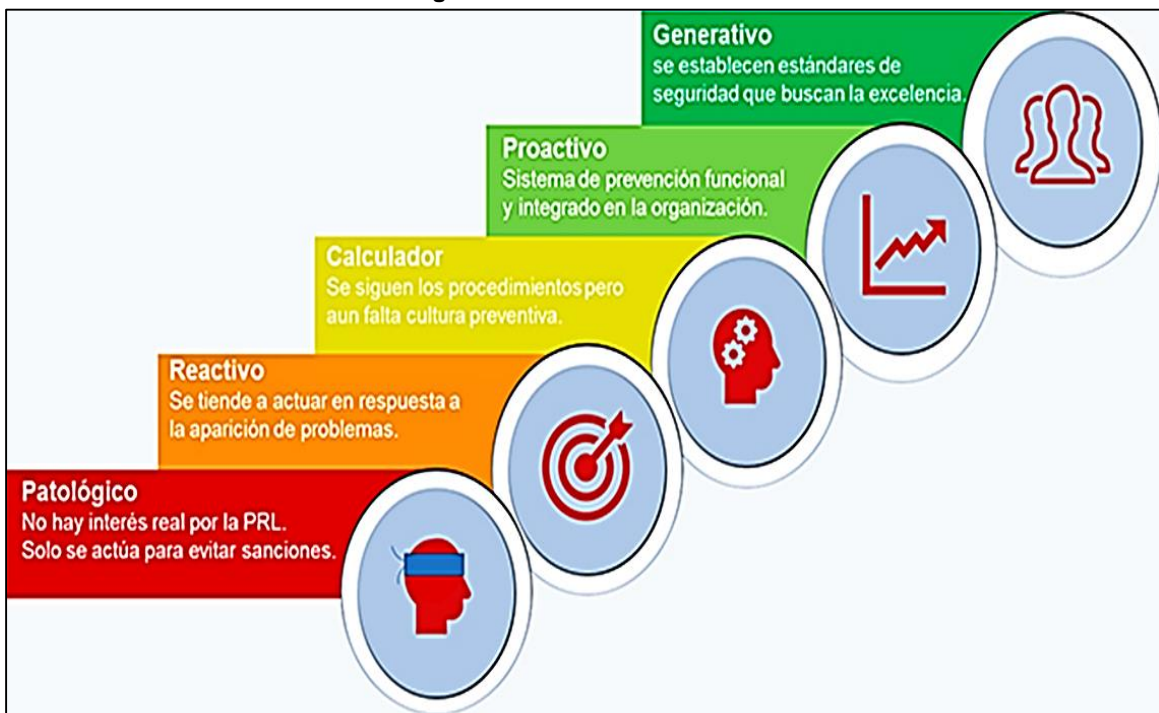 Generativo
se establecen estándares de
seguridad que buscan la excelencia.
Proactivo
Sistema de prevención funcional
y integrado en la organización.
Calculador
Se siguen los procedimientos pero
aun falta cultura preventiva.
Reactivo
Se tiende a actuar en respuesta a
la aparición de problemas.
Patológico
No hay interés real por la PRL.
Solo se actúa para evitar sanciones.